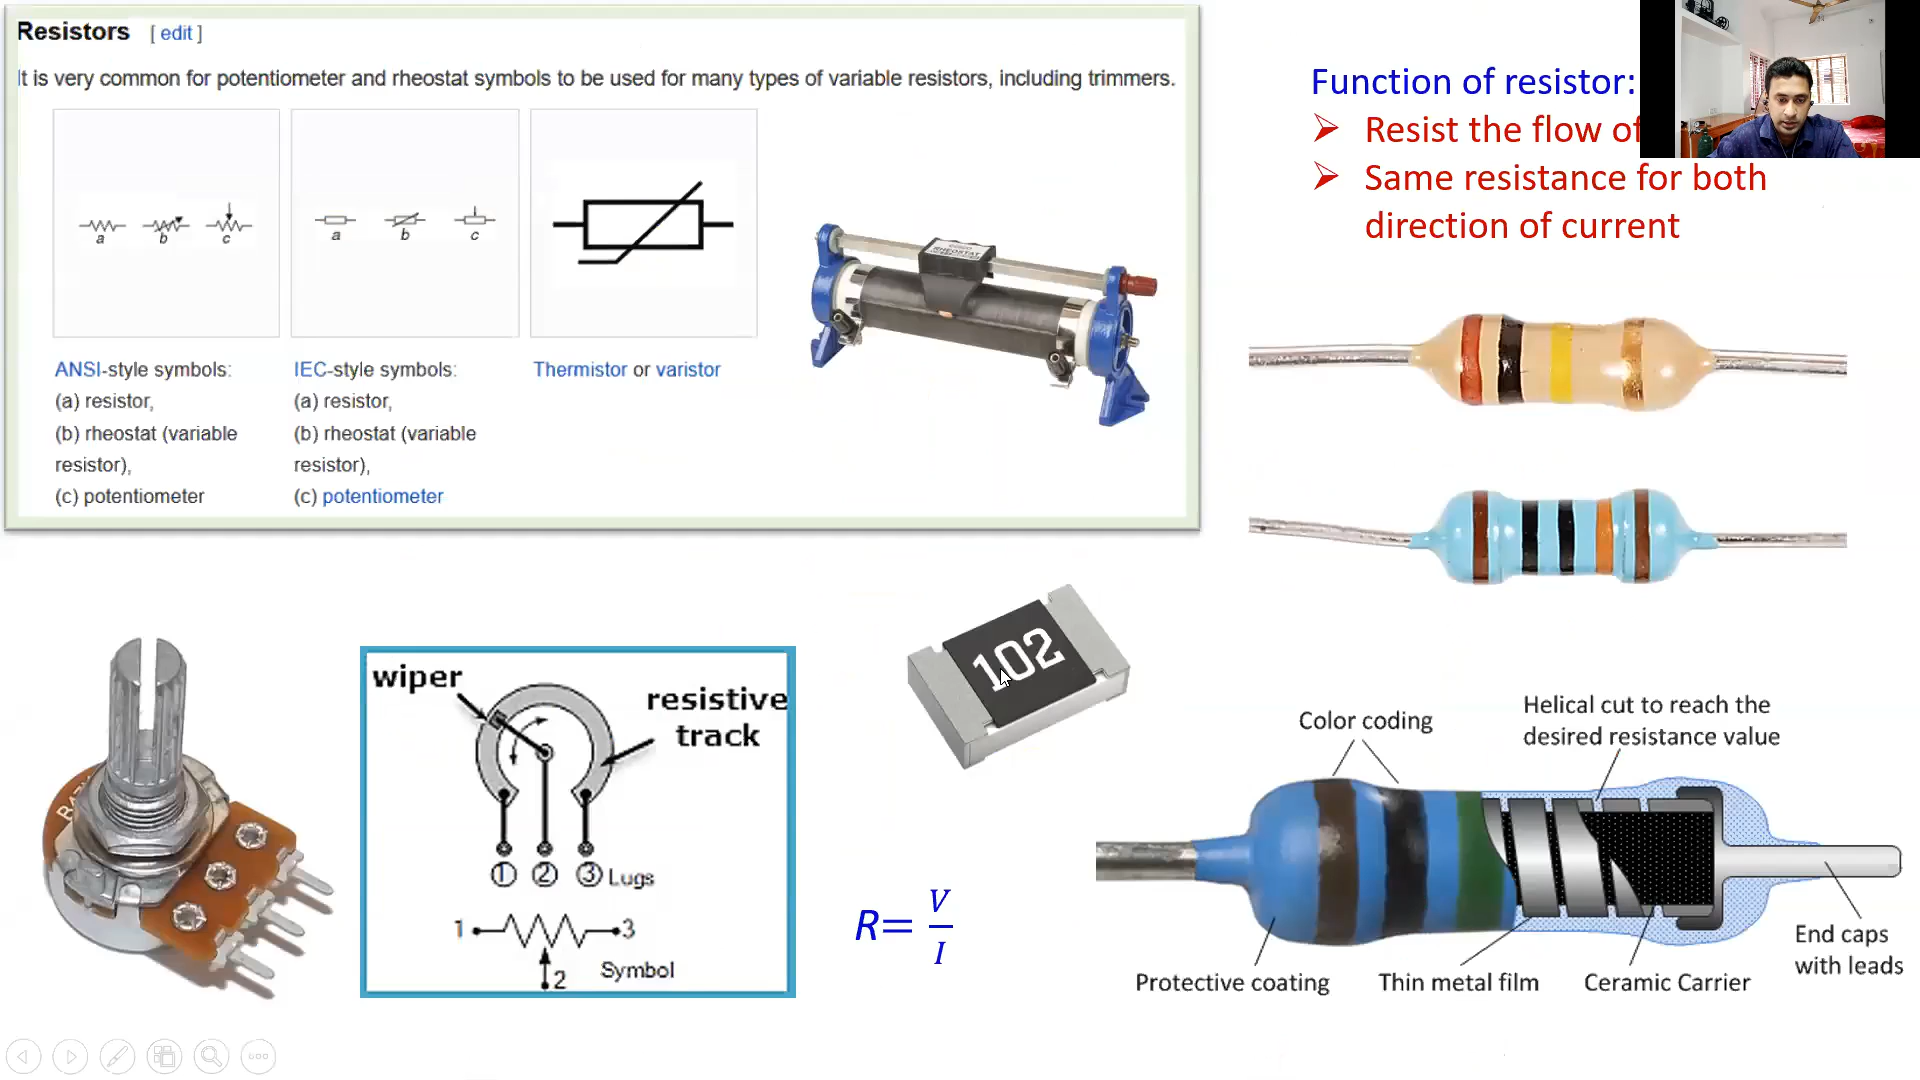 Resistors [ edit ]
It is very common for potentiometer and rheostat symbols to be used for many types of variable resistors, including trimmers.
a b c
a b c
ANSI-style symbols:
(a) resistor,
(b) rheostat (variable
resistor),
(c) potentiometer
IEC-style symbols:
(a) resistor,
(b) rheostat (variable
resistor),
(c) potentiometer
Thermistor or varistor
RHEOSTAT
Function of resistor:
Resist the flow of
Same resistance for both
direction of current
wiper
resistive
track
1 2 3 Lugs
1 3
2 Symbol
102
R= V
I
Color coding
Helical cut to reach the
desired resistance value
Protective coating
Thin metal film
Ceramic Carrier
End caps
with leads